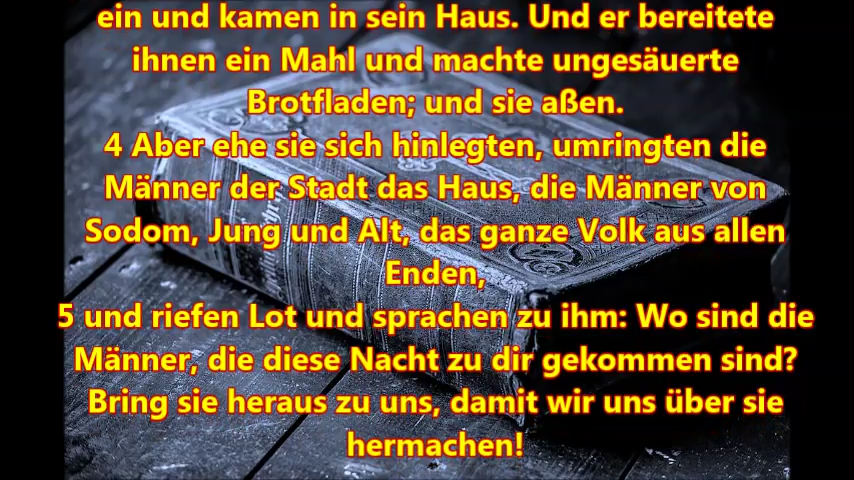 ein und kamen in sein Haus. Und er bereitete
ihnen ein Mahl und machte ungesäuerte
Brotfladen; und sie aßen.
4 Aber ehe sie sich hinlegten, umringten die
Männer der Stadt das Haus, die Männer von
Sodom, Jung und Alt, das ganze Volk aus allen
Enden,
5 und riefen Lot und sprachen zu ihm: Wo sind die
Männer, die diese Nacht zu dir gekommen sind?
Bring sie heraus zu uns, damit wir uns über sie
hermachen!